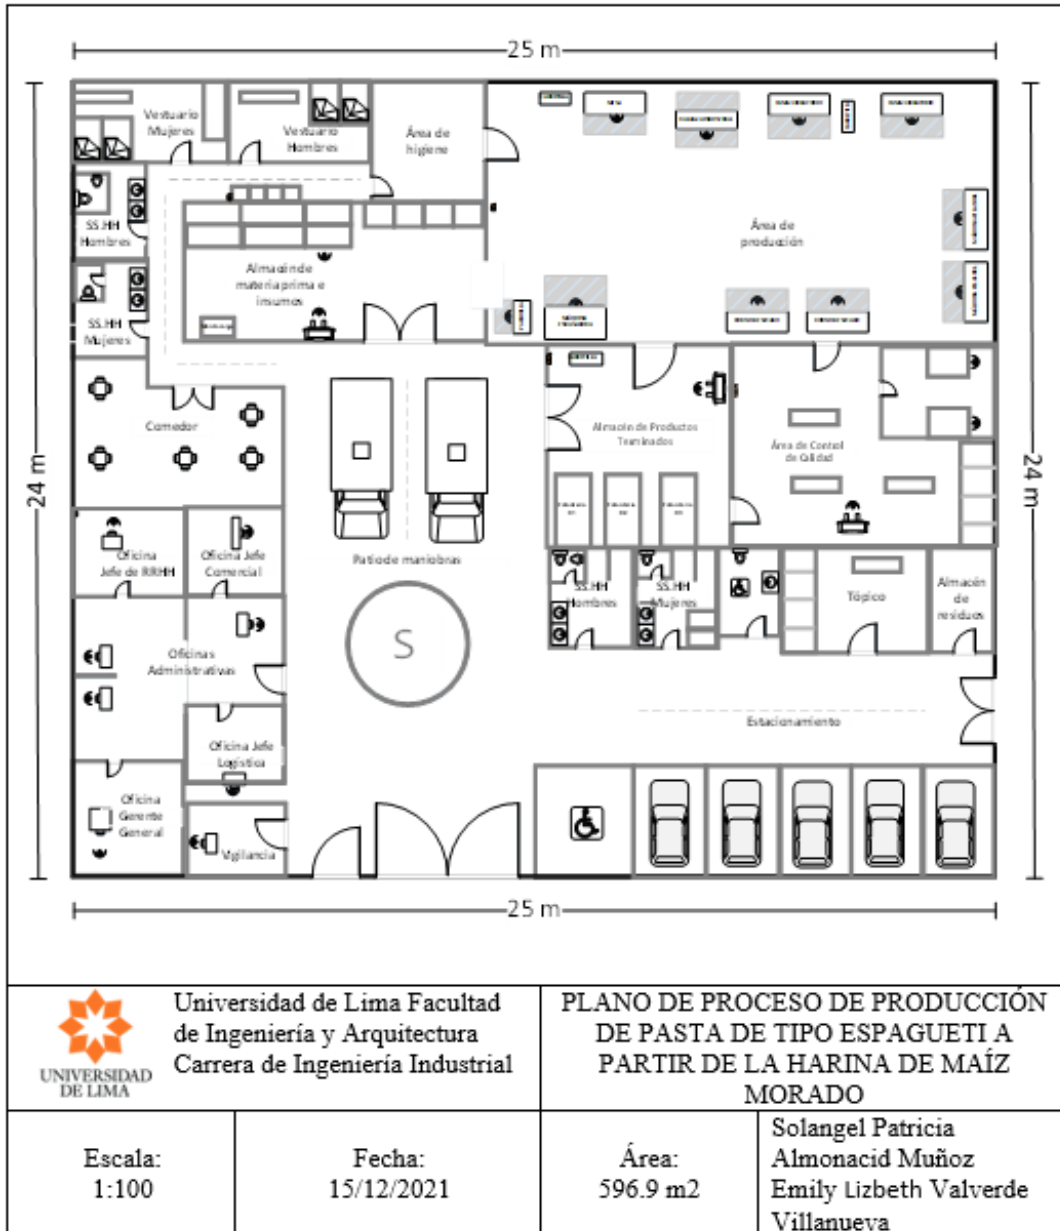 25 m
Vestuario
Mujeres
Vestuario
Hombres
Área de
higiene
SS.HH
Hombres
Área de
producción
Almacén de
materia prima e
insumos
SS.HH
Mujeres
24 m
24 m
Comedor
Almacén de Productos
Terminados
Área de Control
de Calidad
Oficina
Jefe de RRHH
Oficina Jefe
Comercial
Patio de maniobras
SS.HH
Hombres
SS.HH
Mujeres
Tópico
Almacén
de
residuos
S
Oficinas
Administrativas
Estacionamiento
Oficina Jefe
Logística
Oficina
Gerente
General
Vigilancia
25 m
UNIVERSIDAD
DE LIMA
Universidad de Lima Facultad
de Ingeniería y Arquitectura
Carrera de Ingeniería Industrial
PLANO DE PROCESO DE PRODUCCIÓN
DE PASTA DE TIPO ESPAGUETI A
PARTIR DE LA HARINA DE MAÍZ
MORADO
Escala:
1:100
Fecha:
15/12/2021
Área:
596.9 m2
Solangel Patricia
Almonacid Muñoz
Emily Lizbeth Valverde
Villanueva